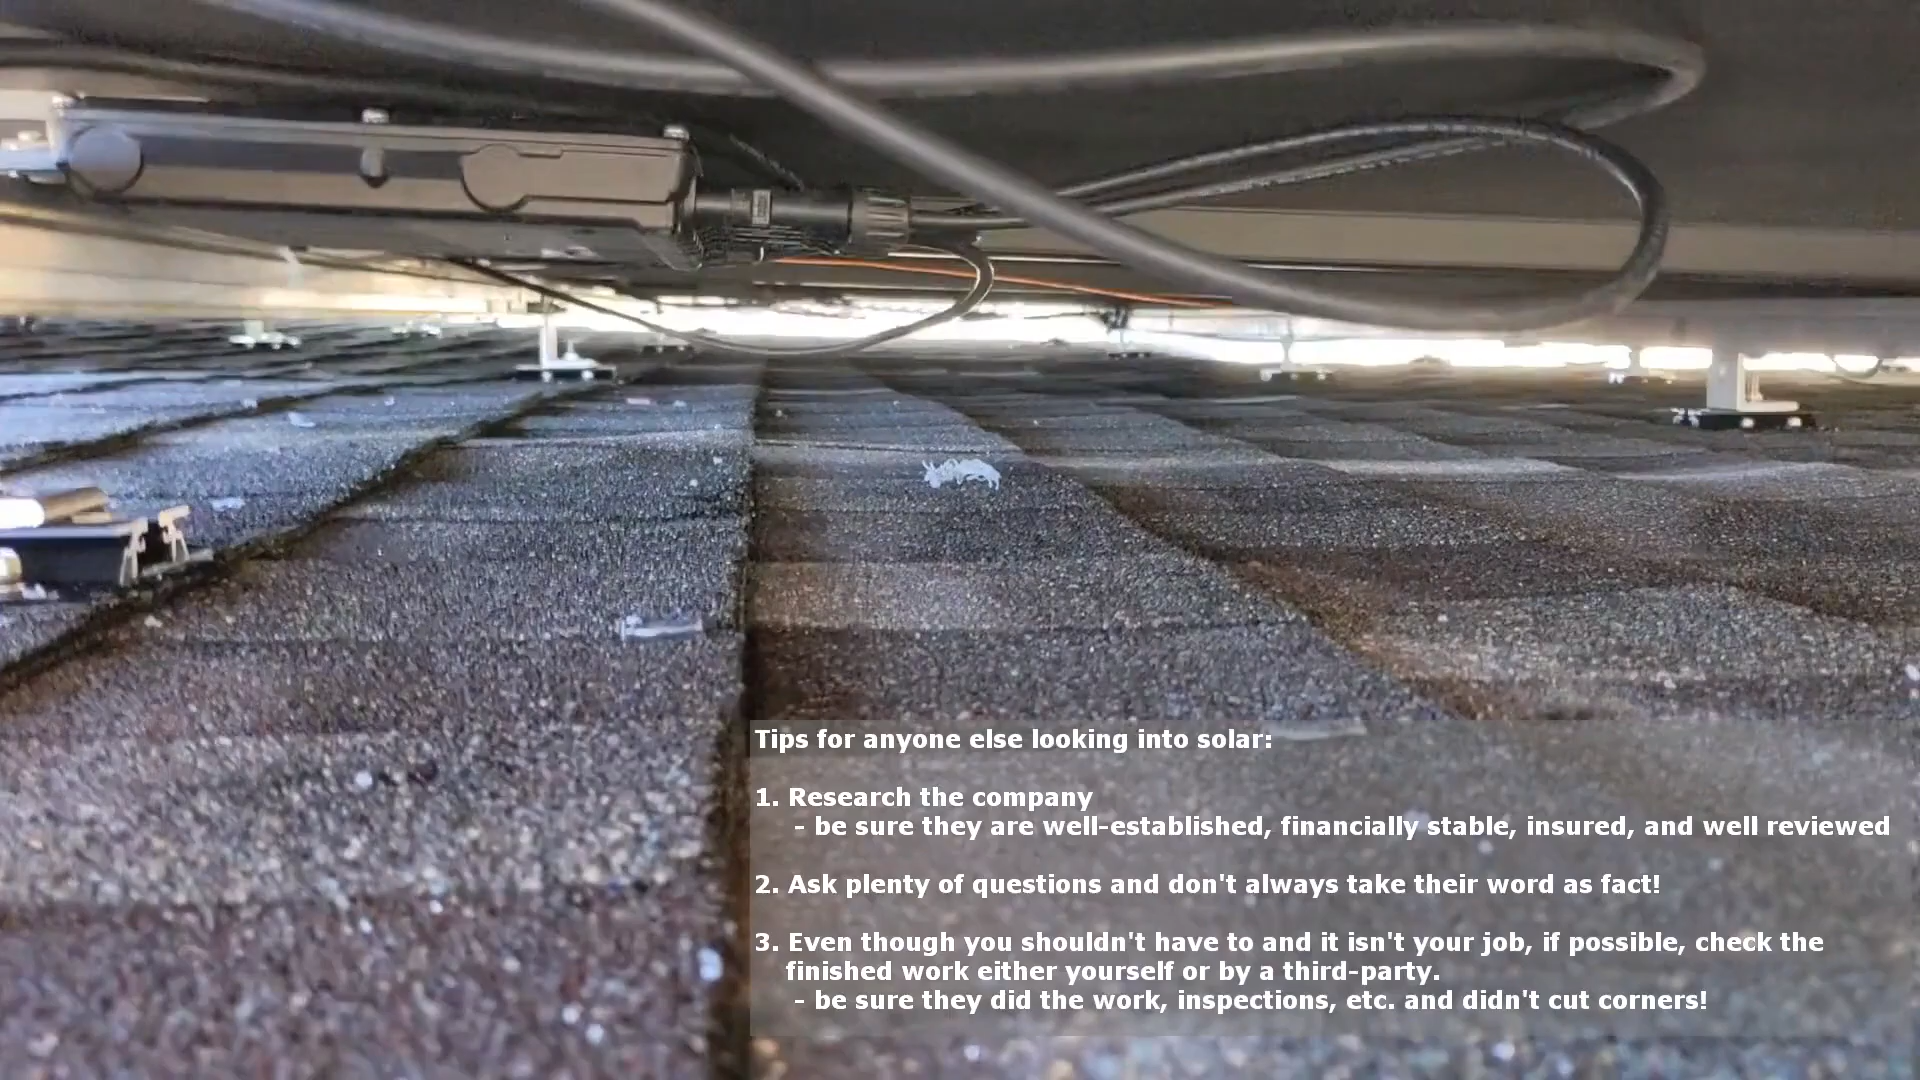 Tips for anyone else looking into solar:
1. Research the company
- be sure they are well-established, financially stable, insured, and well reviewed
2. Ask plenty of questions and don't always take their word as fact!
3. Even though you shouldn't have to and it isn't your job, if possible, check the
finished work either yourself or by a third-party.
- be sure they did the work, inspections, etc. and didn't cut corners!